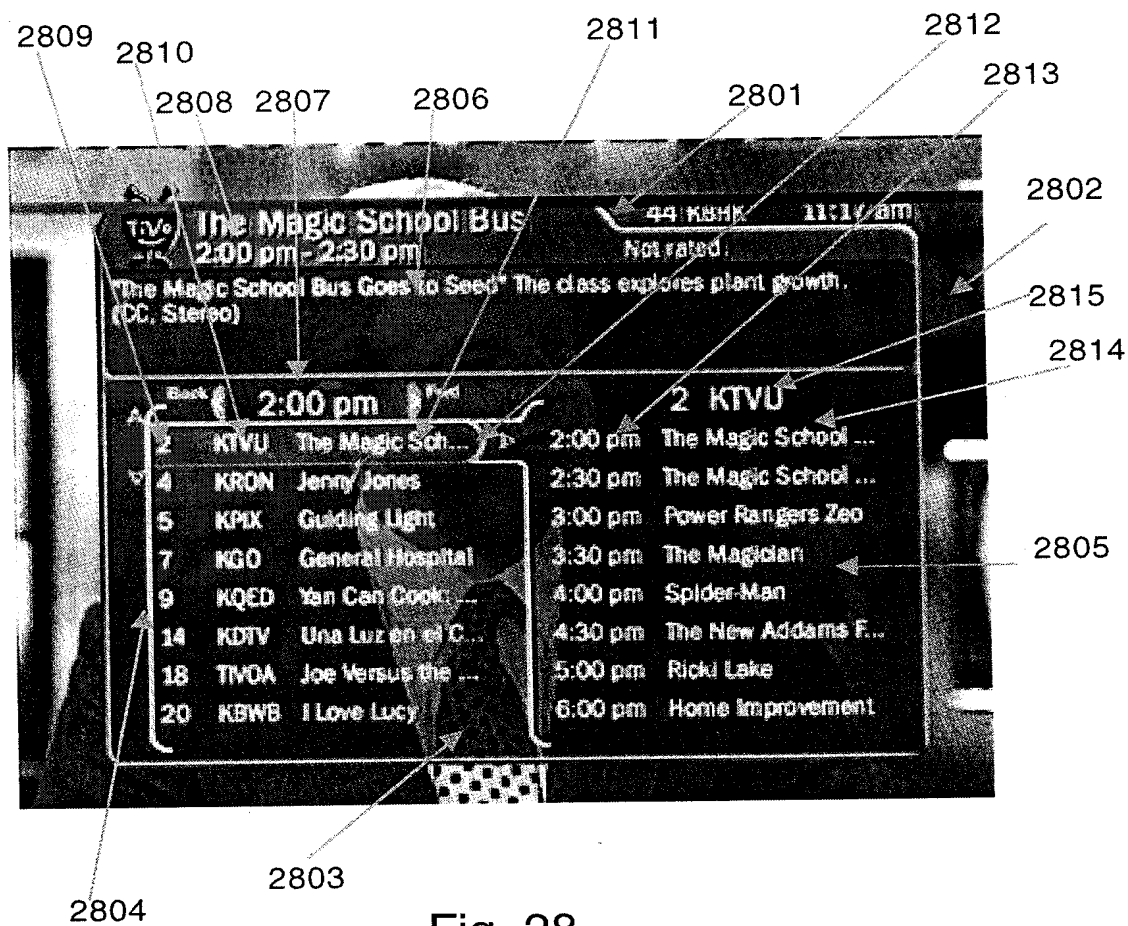 2809 2810 2811 2812
2808 2807 2806 2801 2813
2802
TiVo The Magic School Bus 44 KBHK 11:17 am
2:00 pm - 2:30 pm Not rated.
"The Magic School Bus Goes to Seed" The class explores plant growth.
(CC, Stereo)
2815
2814
Back 2:00 pm Fwd 2 KTVU
2 KTVU The Magic Sch... 2:00 pm The Magic School ...
4 KRON Jenny Jones 2:30 pm The Magic School ...
5 KPIX Guiding Light 3:00 pm Power Rangers Zeo
7 KGO General Hospital 3:30 pm The Magician
2805
9 KQED Yan Can Cook: ... 4:00 pm Spider-Man
14 KDTV Una Luz en el C... 4:30 pm The New Addams F...
18 TIVOA Joe Versus the ... 5:00 pm Ricki Lake
20 KBWB I Love Lucy 6:00 pm Home Improvement
2803
2804
Fig. 28